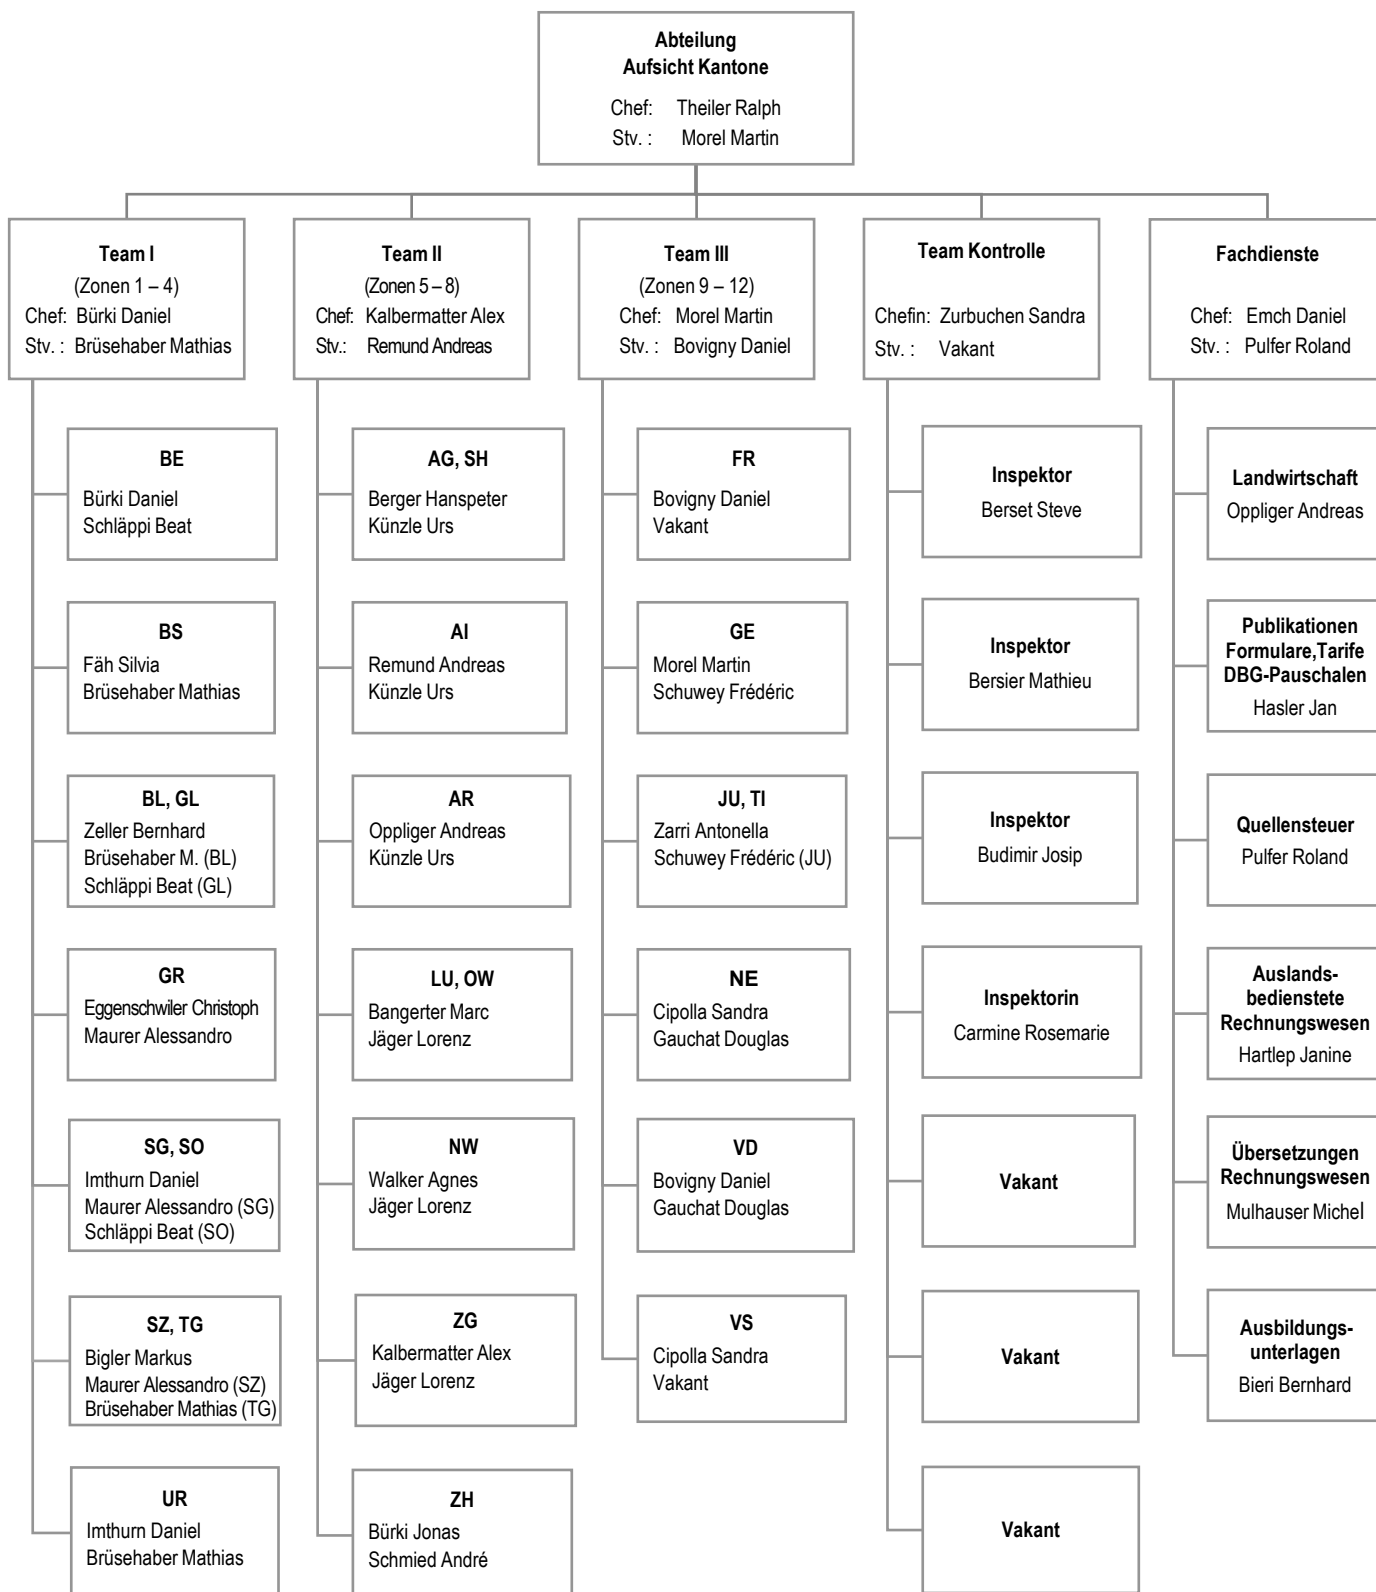 Abteilung
Aufsicht Kantone
Chef: Theiler Ralph
Stv. : Morel Martin
Team I
(Zonen 1 – 4)
Chef: Bürki Daniel
Stv. : Brüsehaber Mathias
BE
Bürki Daniel
Schläppi Beat
BS
Fäh Silvia
Brüsehaber Mathias
BL, GL
Zeller Bernhard
Brüsehaber M. (BL)
Schläppi Beat (GL)
GR
Eggenschwiler Christoph
Maurer Alessandro
SG, SO
Imthurn Daniel
Maurer Alessandro (SG)
Schläppi Beat (SO)
SZ, TG
Bigler Markus
Maurer Alessandro (SZ)
Brüsehaber Mathias (TG)
UR
Imthurn Daniel
Brüsehaber Mathias
Team II
(Zonen 5 – 8)
Chef: Kalbermatter Alex
Stv.: Remund Andreas
AG, SH
Berger Hanspeter
Künzle Urs
AI
Remund Andreas
Künzle Urs
AR
Oppliger Andreas
Künzle Urs
LU, OW
Bangerter Marc
Jäger Lorenz
NW
Walker Agnes
Jäger Lorenz
ZG
Kalbermatter Alex
Jäger Lorenz
ZH
Bürki Jonas
Schmied André
Team III
(Zonen 9 – 12)
Chef: Morel Martin
Stv. : Bovigny Daniel
FR
Bovigny Daniel
Vakant
GE
Morel Martin
Schuwey Frédéric
JU, TI
Zarri Antonella
Schuwey Frédéric (JU)
NE
Cipolla Sandra
Gauchat Douglas
VD
Bovigny Daniel
Gauchat Douglas
VS
Cipolla Sandra
Vakant
Team Kontrolle
Chefin: Zurbuchen Sandra
Stv. : Vakant
Inspektor
Berset Steve
Inspektor
Bersier Mathieu
Inspektor
Budimir Josip
Inspektorin
Carmine Rosemarie
Vakant
Vakant
Vakant
Fachdienste
Chef: Emch Daniel
Stv. : Pulfer Roland
Landwirtschaft
Oppliger Andreas
Publikationen
Formulare,Tarife
DBG-Pauschalen
Hasler Jan
Quellensteuer
Pulfer Roland
Auslands-
bedienstete
Rechnungswesen
Hartlep Janine
Übersetzungen
Rechnungswesen
Mulhauser Michel
Ausbildungs-
unterlagen
Bieri Bernhard